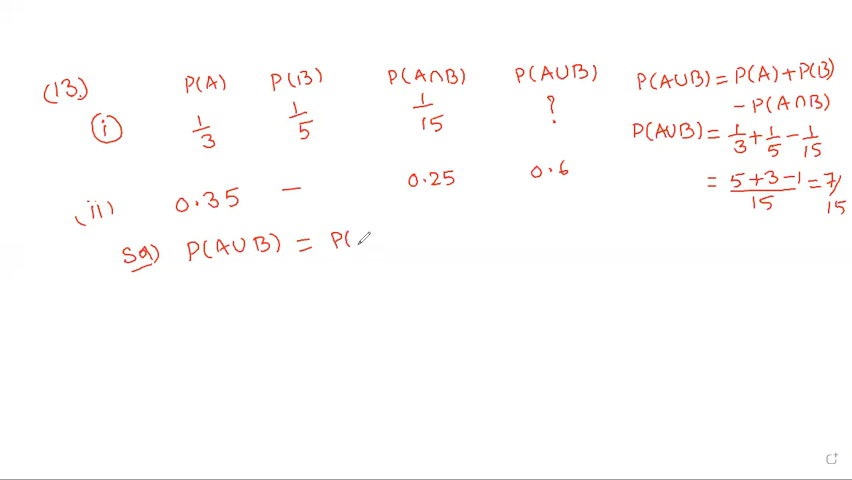 (13.) P(A) P(B) P(A∩B) P(A∪B)
(i) 1/3 1/5 1/15 ?
(ii) 0.35 — 0.25 0.6
Sol) P(A∪B) = P(
P(A∪B) = P(A) + P(B)
- P(A∩B)
P(A∪B) = 1/3 + 1/5 - 1/15
= 5+3-1/15 = 7/15